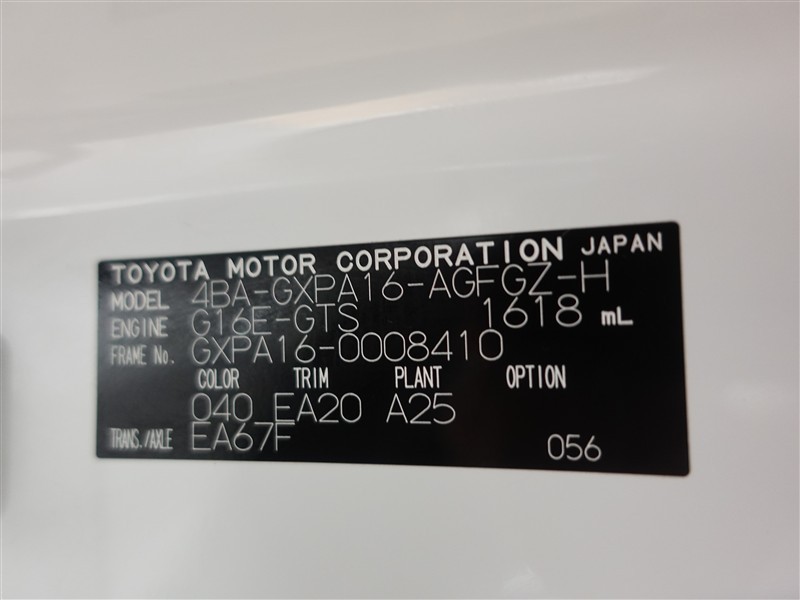 TOYOTA MOTOR CORPORATION JAPAN
MODEL 4BA-GXPA16-AGFGZ-H
ENGINE G16E-GTS 1618 mL
FRAME No. GXPA16-0008410
COLOR TRIM PLANT OPTION
040 EA20 A25
TRANS./AXLE EA67F 056